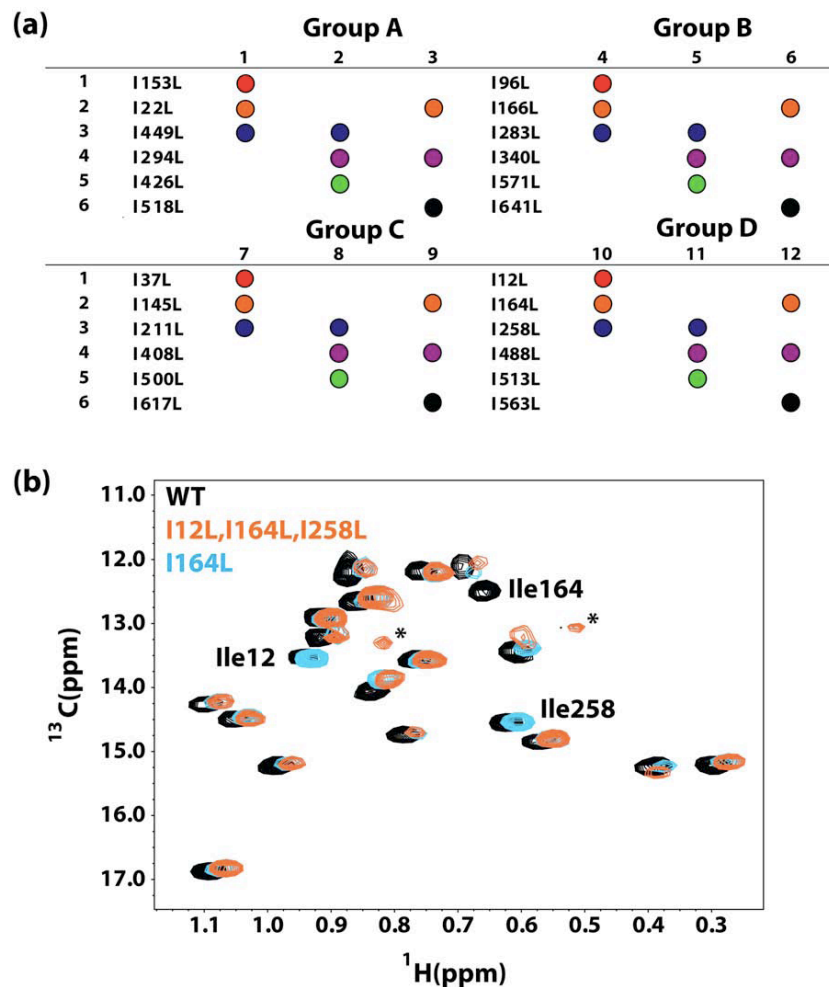 (a)
Group A Group B
1 2 3 4 5 6
1 I153L I96L
2 I22L I166L
3 I449L I283L
4 I294L I340L
5 I426L I571L
6 I518L I641L
Group C Group D
7 8 9 10 11 12
1 I37L I12L
2 I145L I164L
3 I211L I258L
4 I408L I488L
5 I500L I513L
6 I617L I563L
(b)
11.0
WT
I12L,I164L,I258L
I164L
12.0
Ile164
13.0
*
*
Ile12
14.0
Ile258
15.0
16.0
17.0
13C(ppm)
1.1 1.0 0.9 0.8 0.7 0.6 0.5 0.4 0.3
1H(ppm)